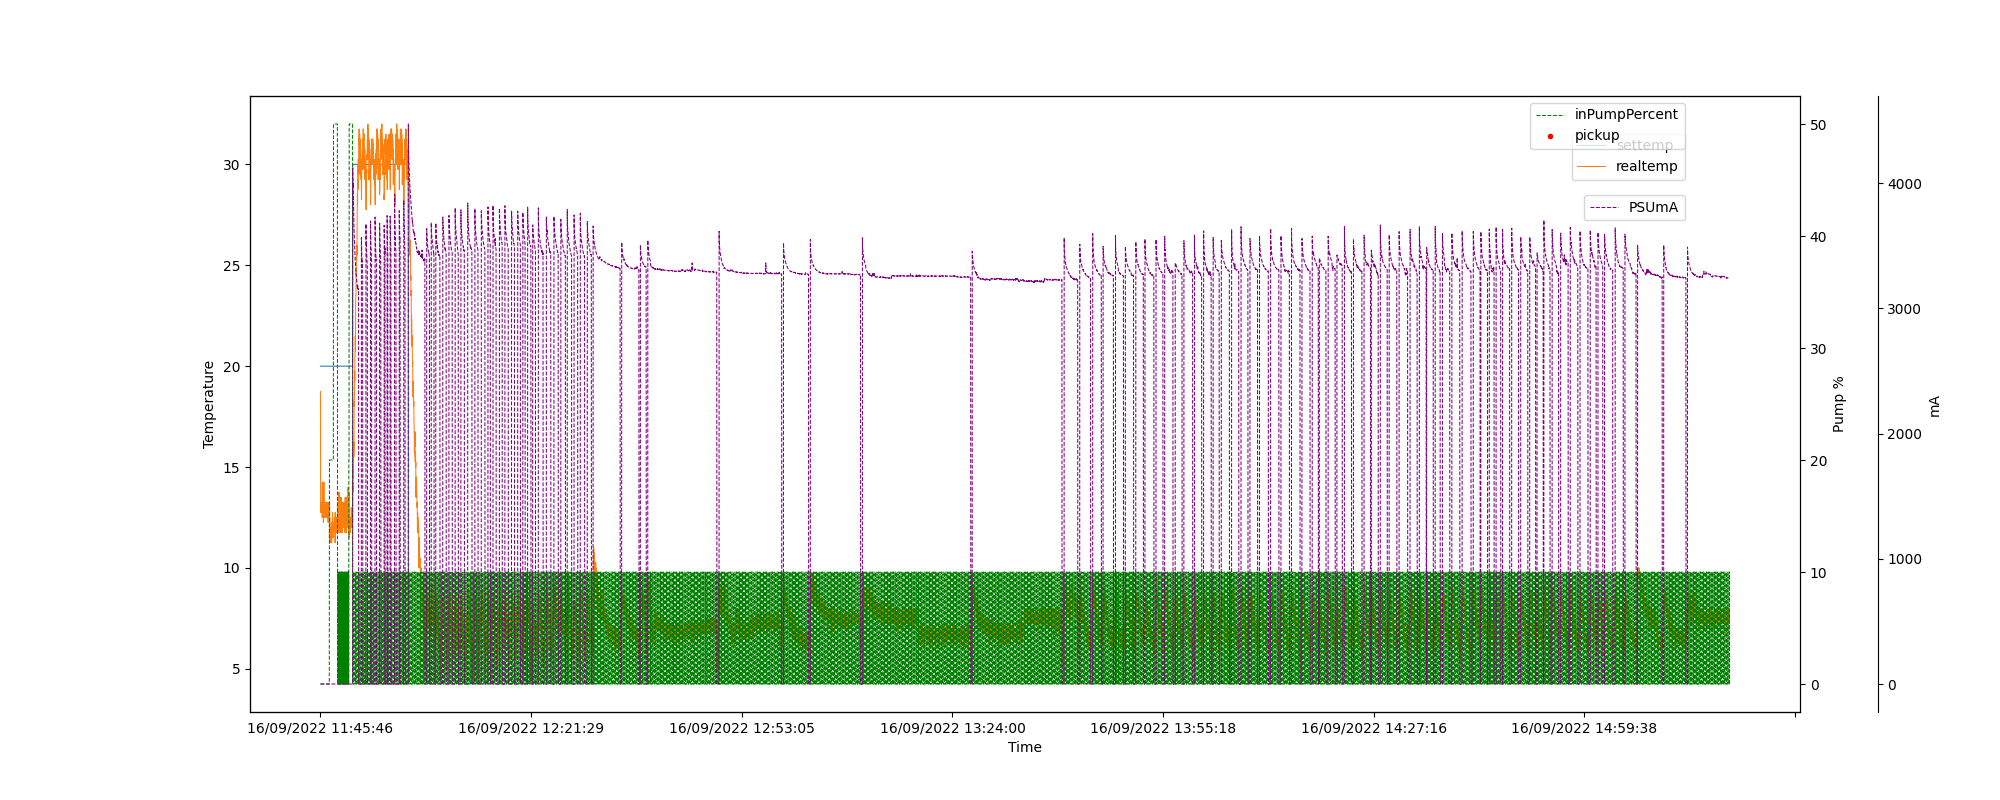 inPumpPercent
pickup
settemp
realtemp
PSUmA
30
25
20
15
10
5
Temperature
50
40
30
20
10
0
Pump %
4000
3000
2000
1000
0
mA
16/09/2022 11:45:46
16/09/2022 12:21:29
16/09/2022 12:53:05
16/09/2022 13:24:00
16/09/2022 13:55:18
16/09/2022 14:27:16
16/09/2022 14:59:38
Time